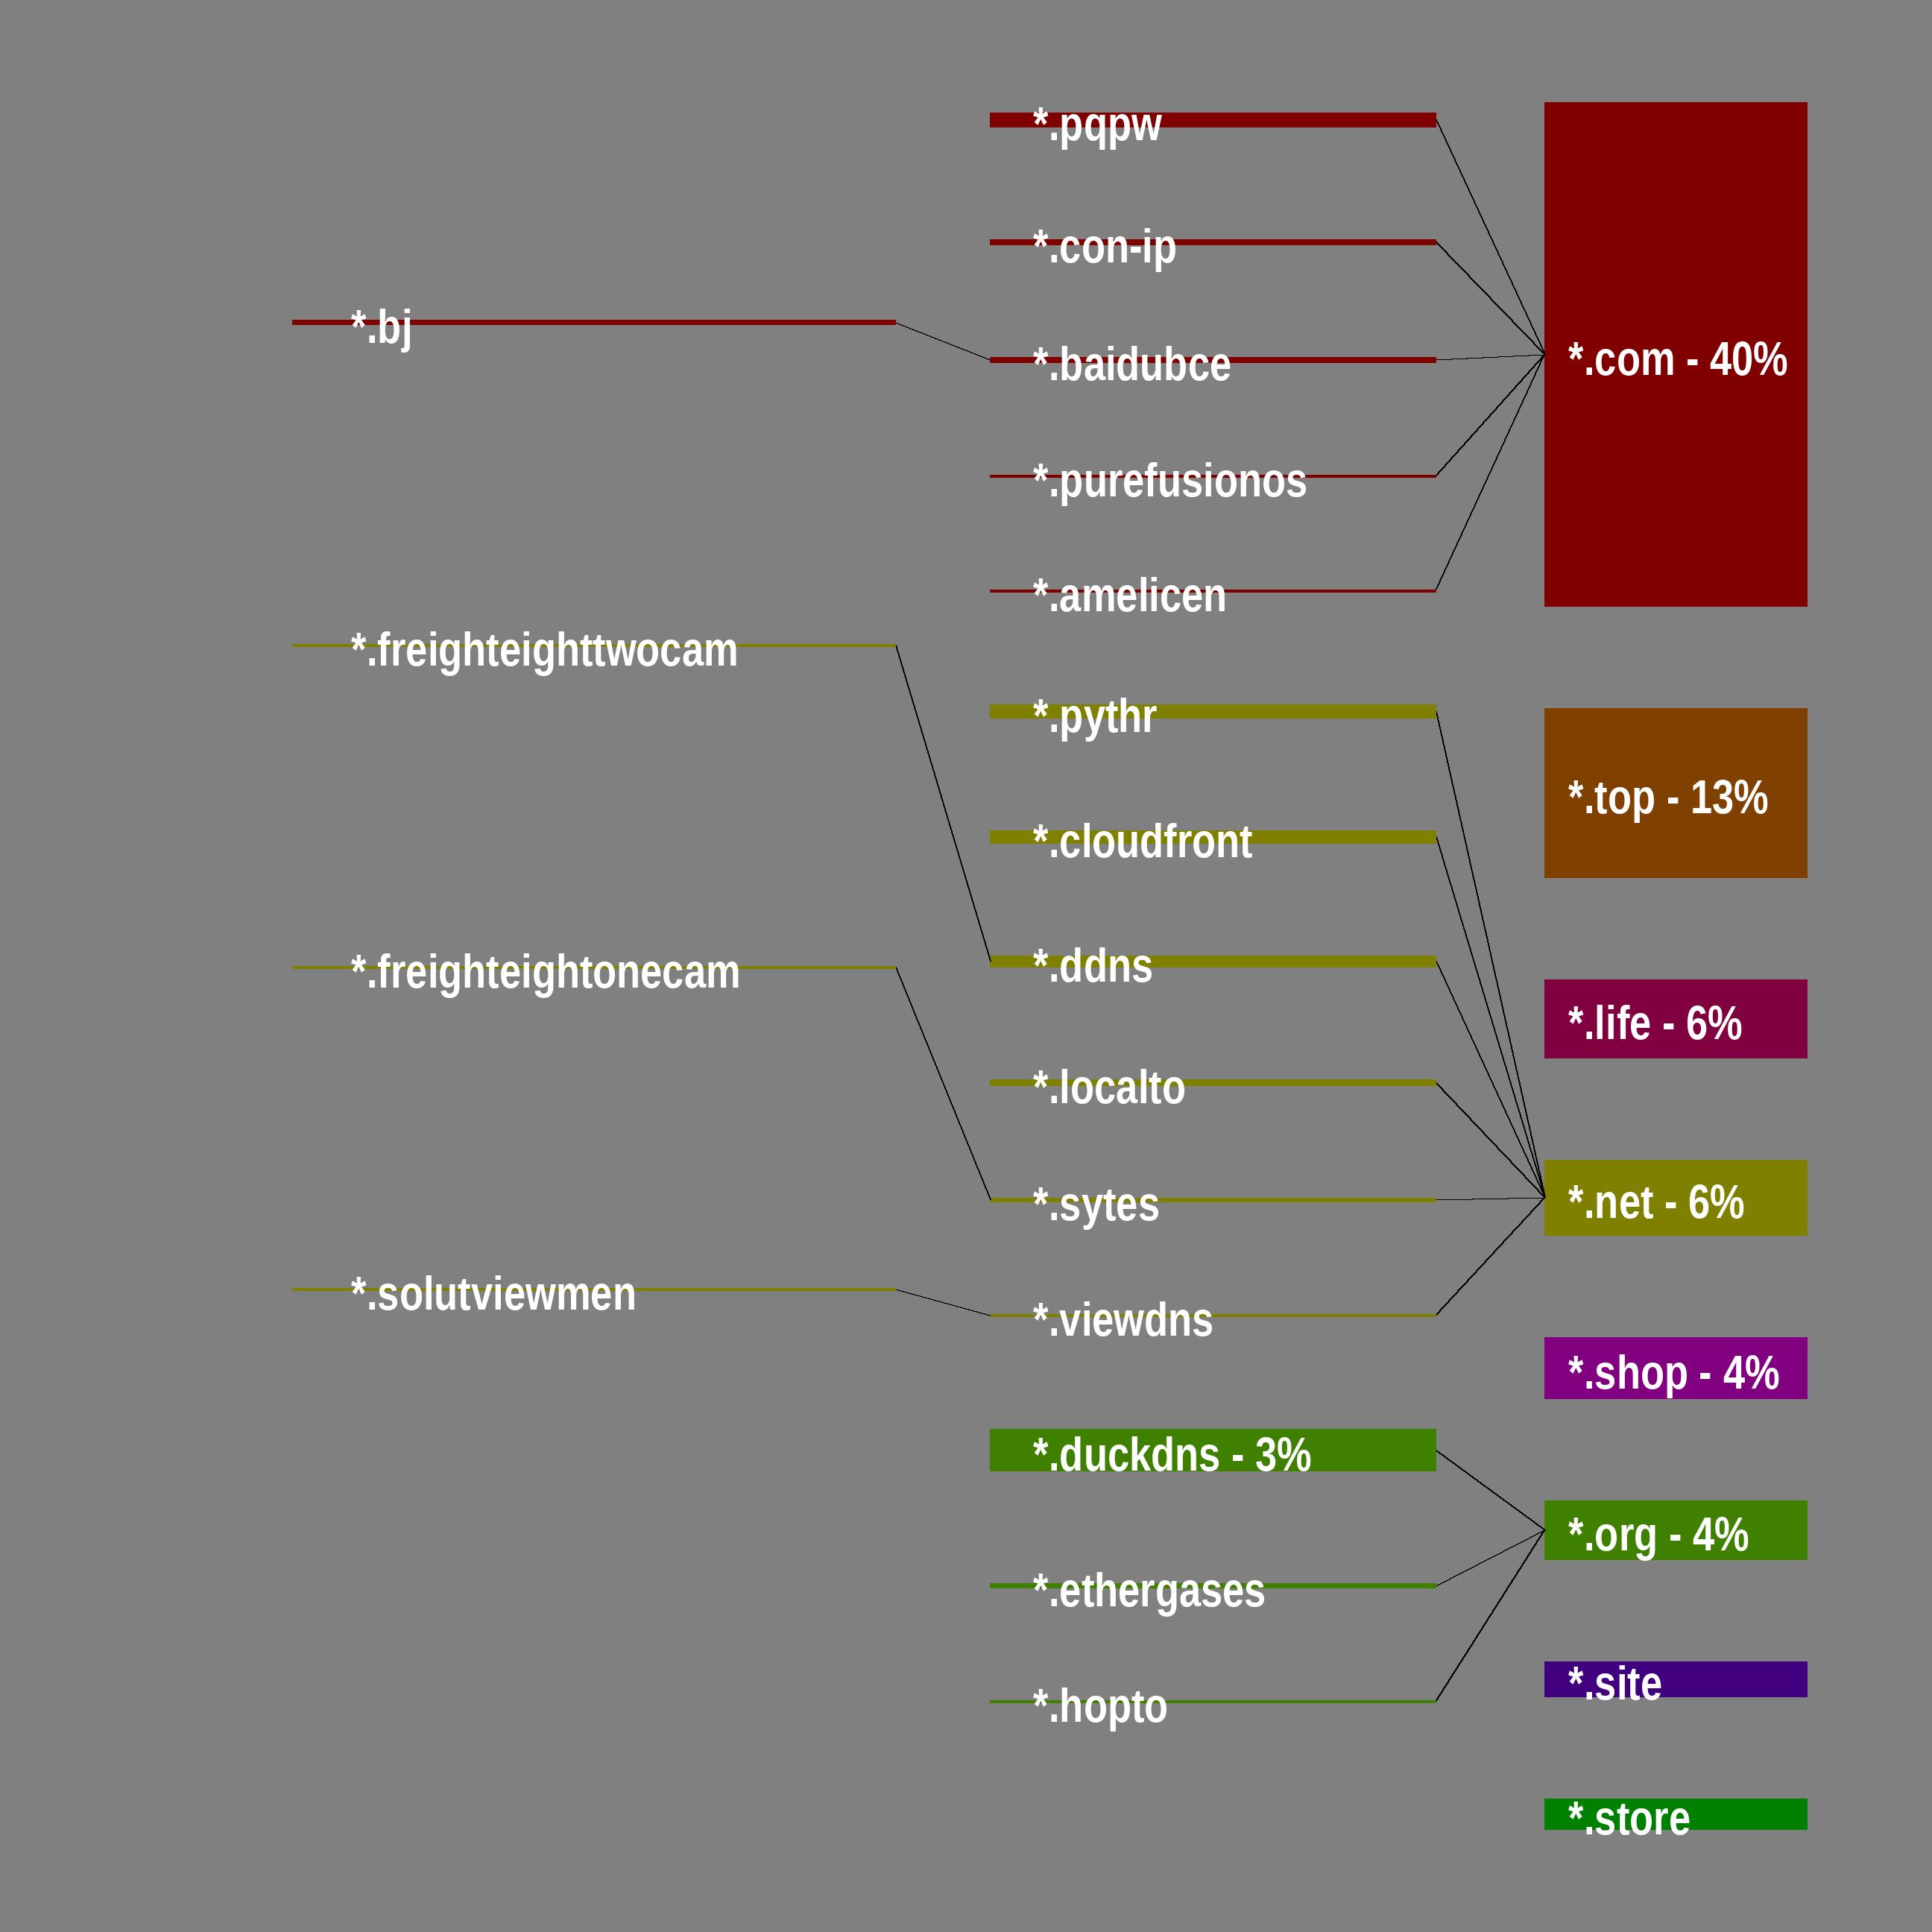 *.pqpw
*.con-ip
*.bj
*.baidubce
*.com - 40%
*.purefusionos
*.amelicen
*.freighteighttwocam
*.pythr
*.top - 13%
*.cloudfront
*.freighteightonecam
*.ddns
*.life - 6%
*.localto
*.sytes
*.net - 6%
*.solutviewmen
*.viewdns
*.shop - 4%
*.duckdns - 3%
*.org - 4%
*.ethergases
*.site
*.hopto
*.store